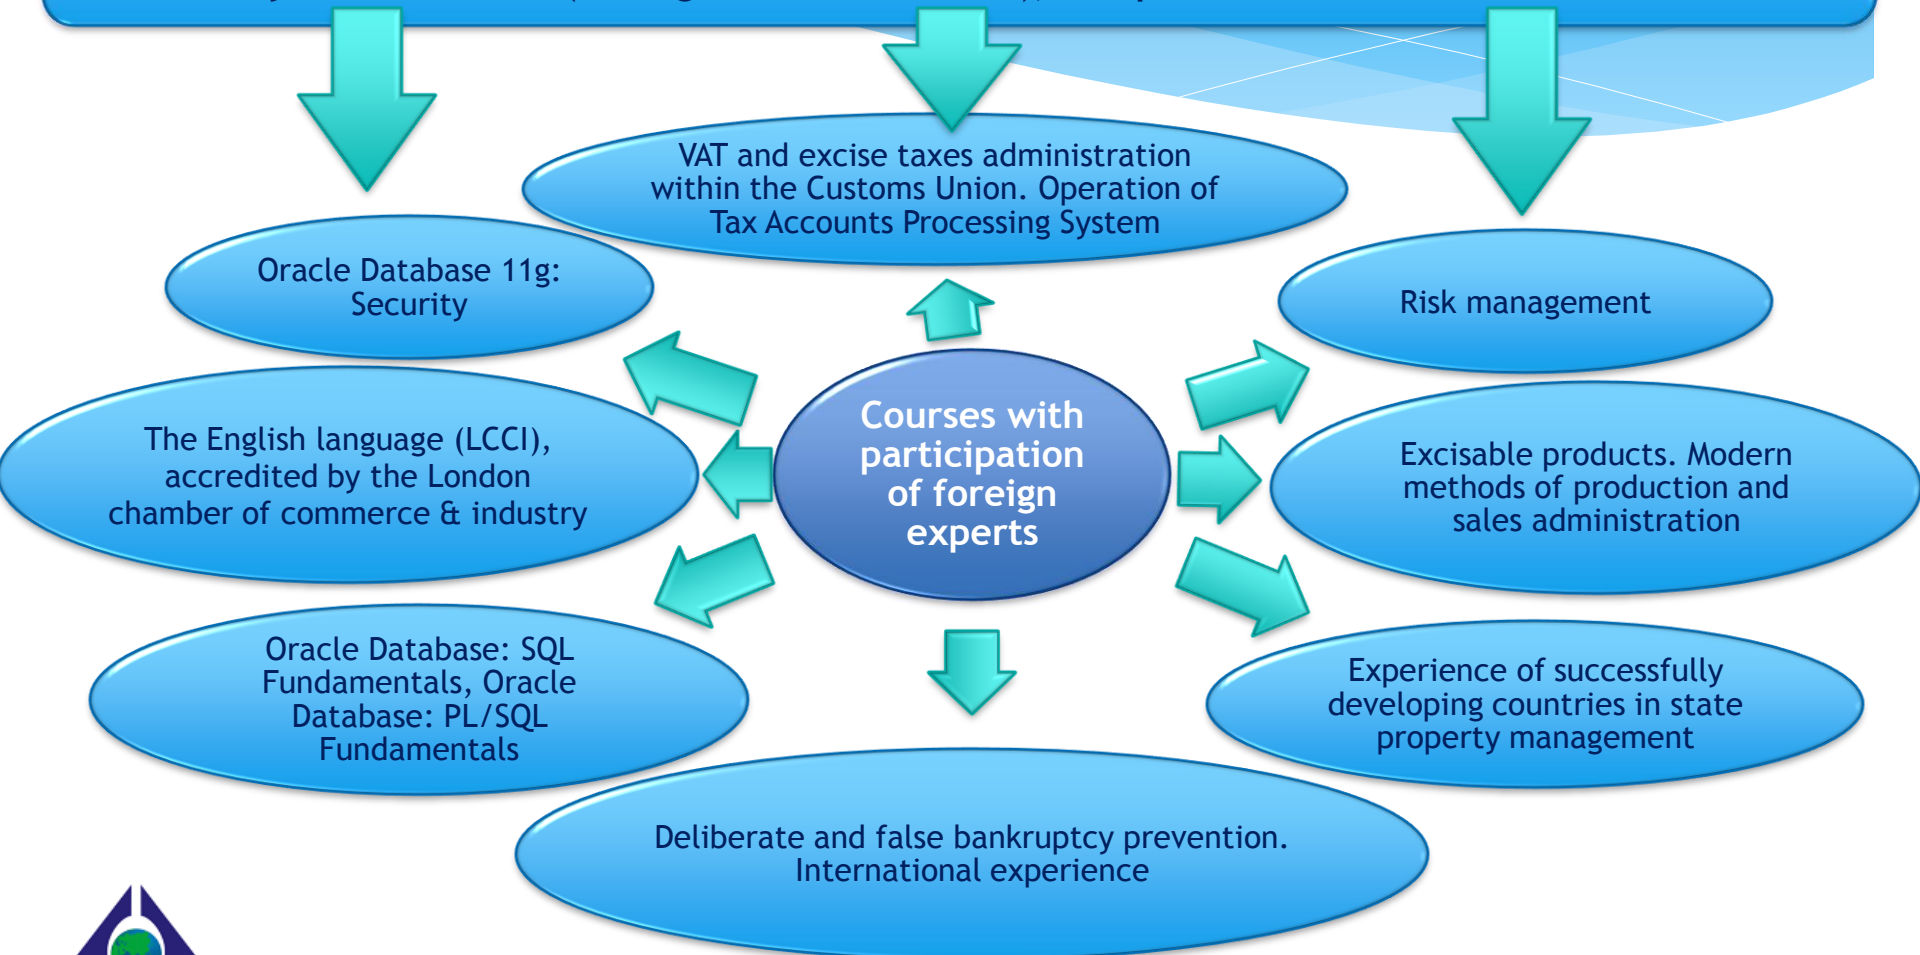 VAT and excise taxes administration
within the Customs Union. Operation of
Tax Accounts Processing System
Oracle Database 11g:
Security
Risk management
The English language (LCCI),
accredited by the London
chamber of commerce & industry
Courses with
participation
of foreign
experts
Excisable products. Modern
methods of production and
sales administration
Oracle Database: SQL
Fundamentals, Oracle
Database: PL/SQL
Fundamentals
Experience of successfully
developing countries in state
property management
Deliberate and false bankruptcy prevention.
International experience